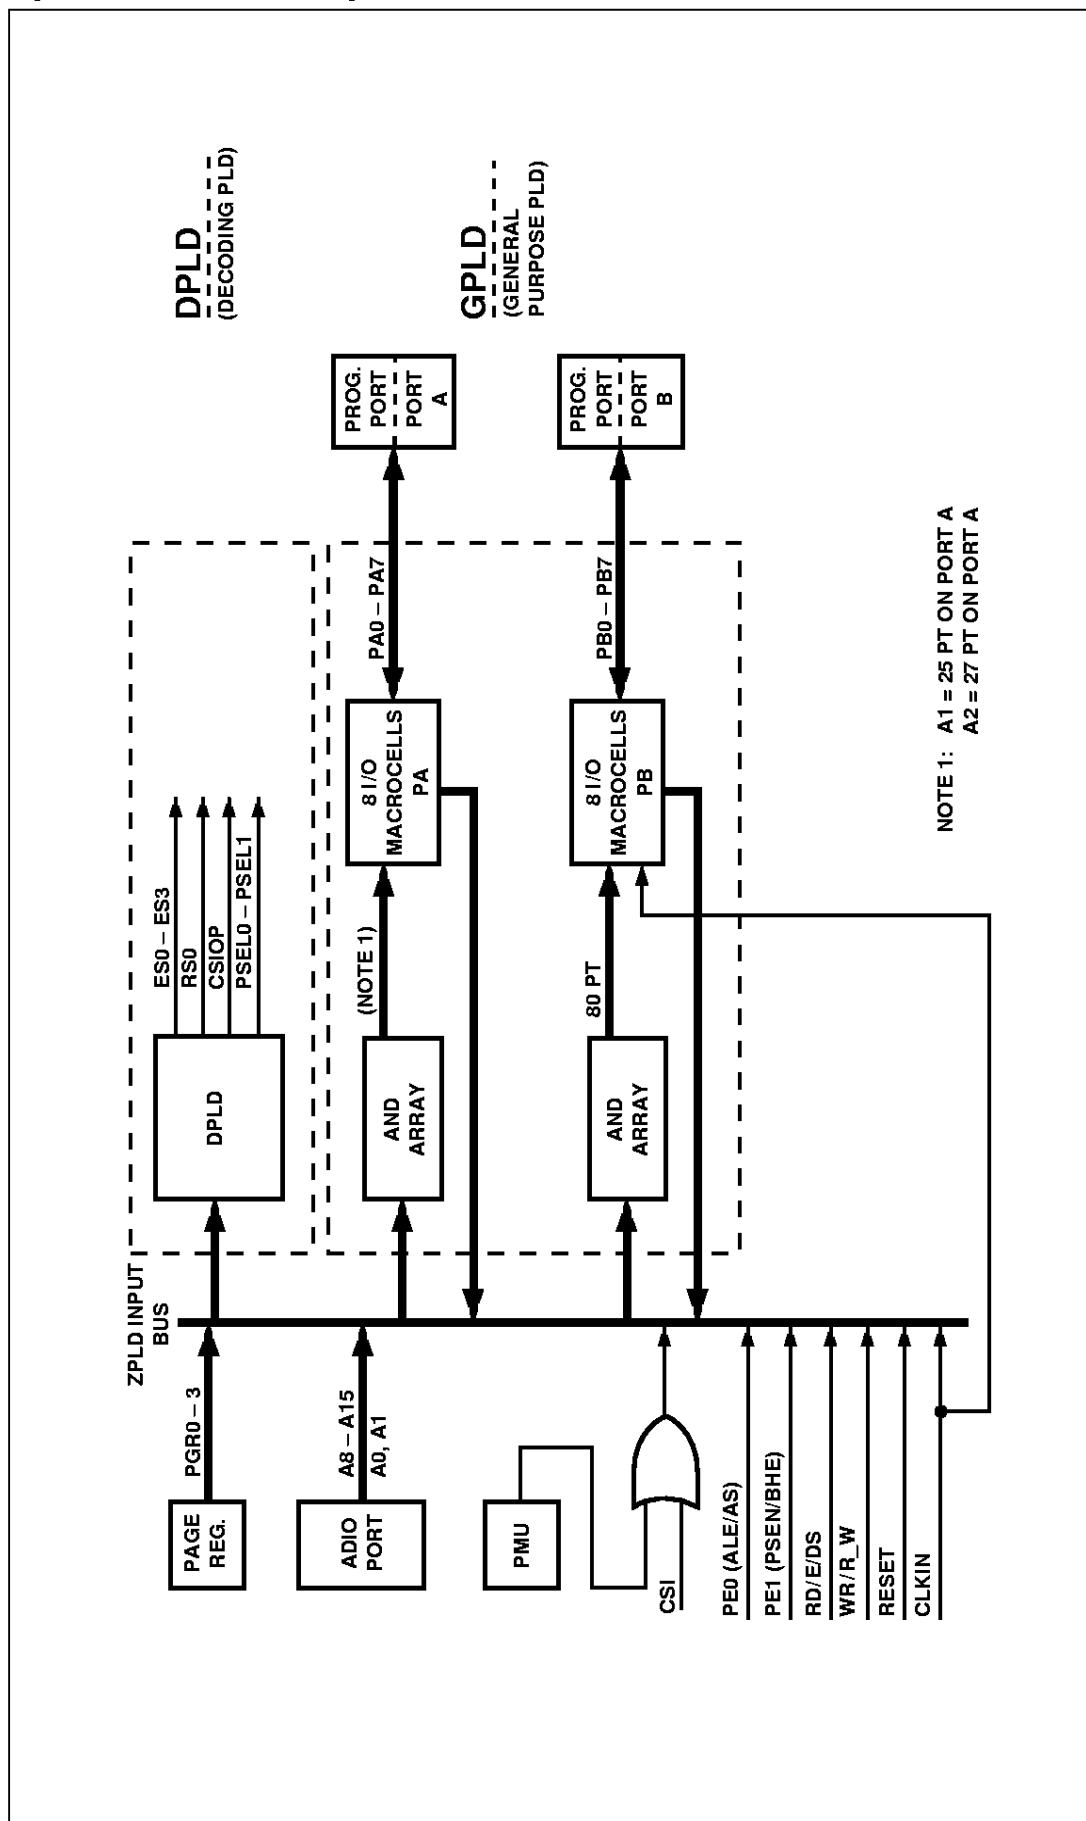 ZPLD INPUT
BUS
PAGE
REG.
PGR0 – 3
ADIO
PORT
A8 – A15
A0, A1
PMU
CSI
PE0 (ALE/AS)
PE1 (PSEN/BHE)
RD/E/DS
WR/R_W
RESET
CLKIN
DPLD
ES0 – ES3
RS0
CSIOP
PSEL0 – PSEL1
AND
ARRAY
(NOTE 1)
8 I/O
MACROCELLS
PA
PA0 – PA7
PROG.
PORT
PORT
A
AND
ARRAY
80 PT
8 I/O
MACROCELLS
PB
PB0 – PB7
PROG.
PORT
PORT
B
DPLD
(DECODING PLD)
GPLD
(GENERAL
PURPOSE PLD)
NOTE 1: A1 = 25 PT ON PORT A
A2 = 27 PT ON PORT A